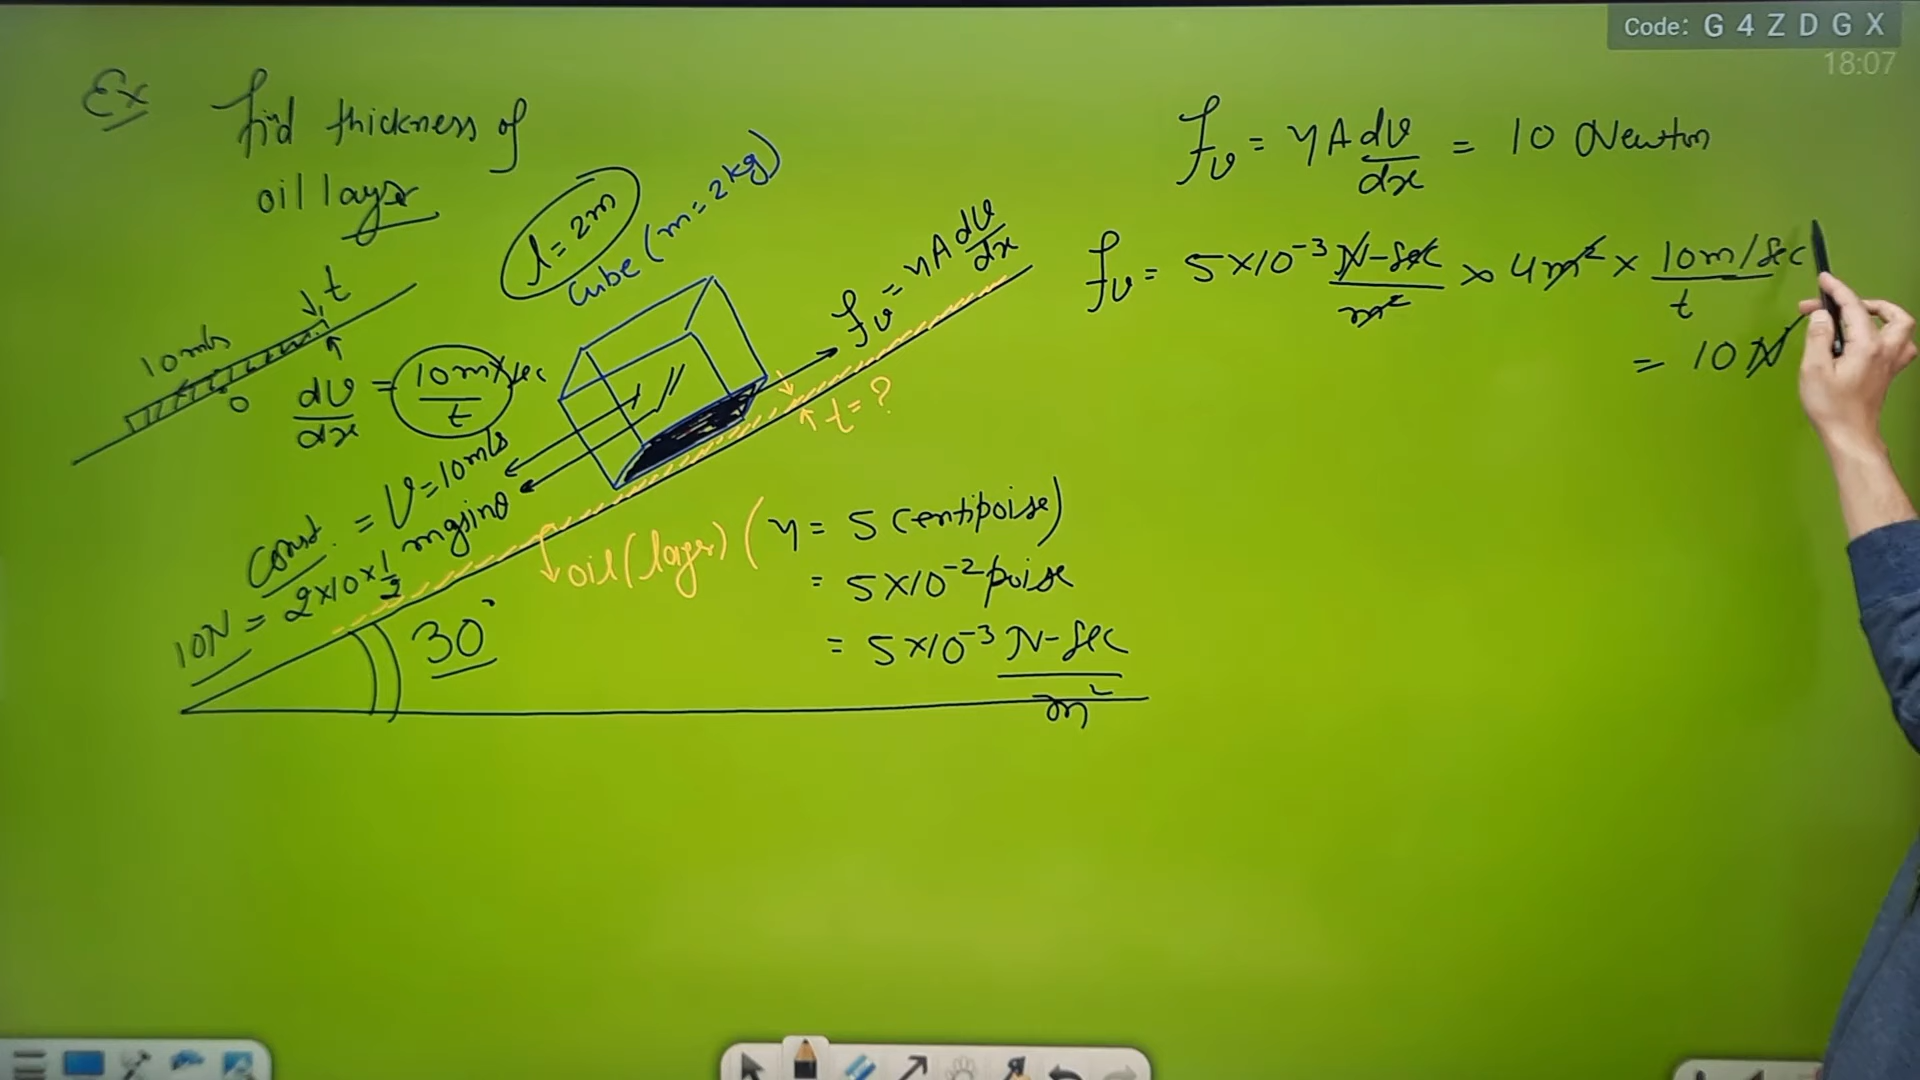 Code: G 4 Z D G X
18:07
Ex find thickness of
oil layer
l = 2m
cube (m = 2kg)
t
10m/s
0
dv/dx = 10m/sec / t
fv = ηA dv/dx
t = ?
const. = V = 10m/s
mgsinθ
10N = 2×10×1/2
30°
oil (layer) (η = 5 centipoise)
= 5×10⁻² poise
= 5×10⁻³ N-sec/m²
fv = ηA dv/dx = 10 Newton
fv = 5×10⁻³ N-sec/m² × 4m² × 10m/sec / t
= 10N